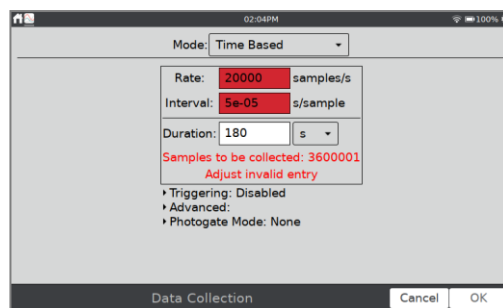 02:04PM 100%
Mode: Time Based
Rate: 20000 samples/s
Interval: 5e-05 s/sample
Duration: 180 s
Samples to be collected: 3600001
Adjust invalid entry
Triggering: Disabled
Advanced:
Photogate Mode: None
Data Collection Cancel OK